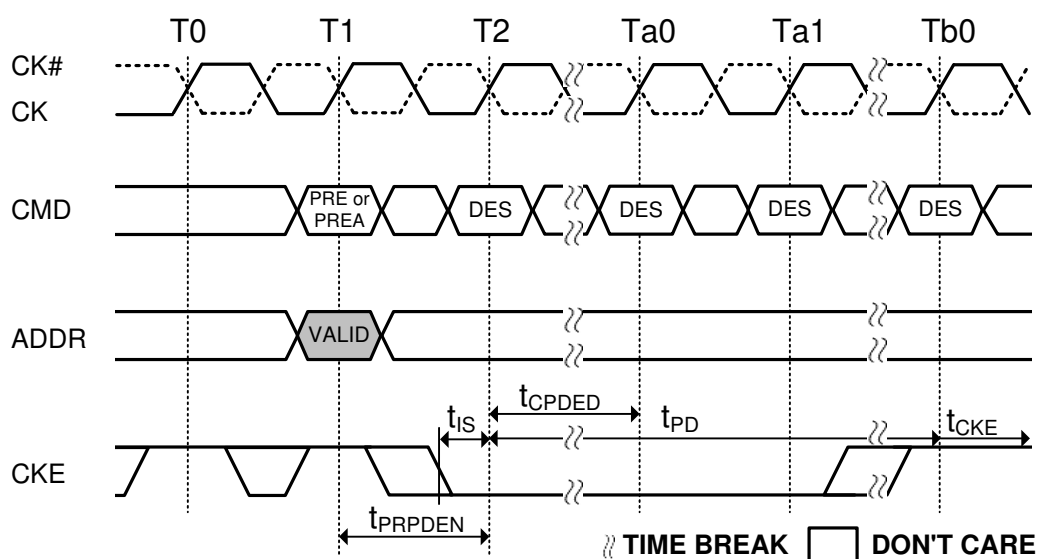 T0 T1 T2 Ta0 Ta1 Tb0
CK#
CK
CMD PRE or PREA DES DES DES DES
ADDR VALID
tIS tCPDED tPD tCKE
CKE
tPRPDEN
TIME BREAK DON'T CARE